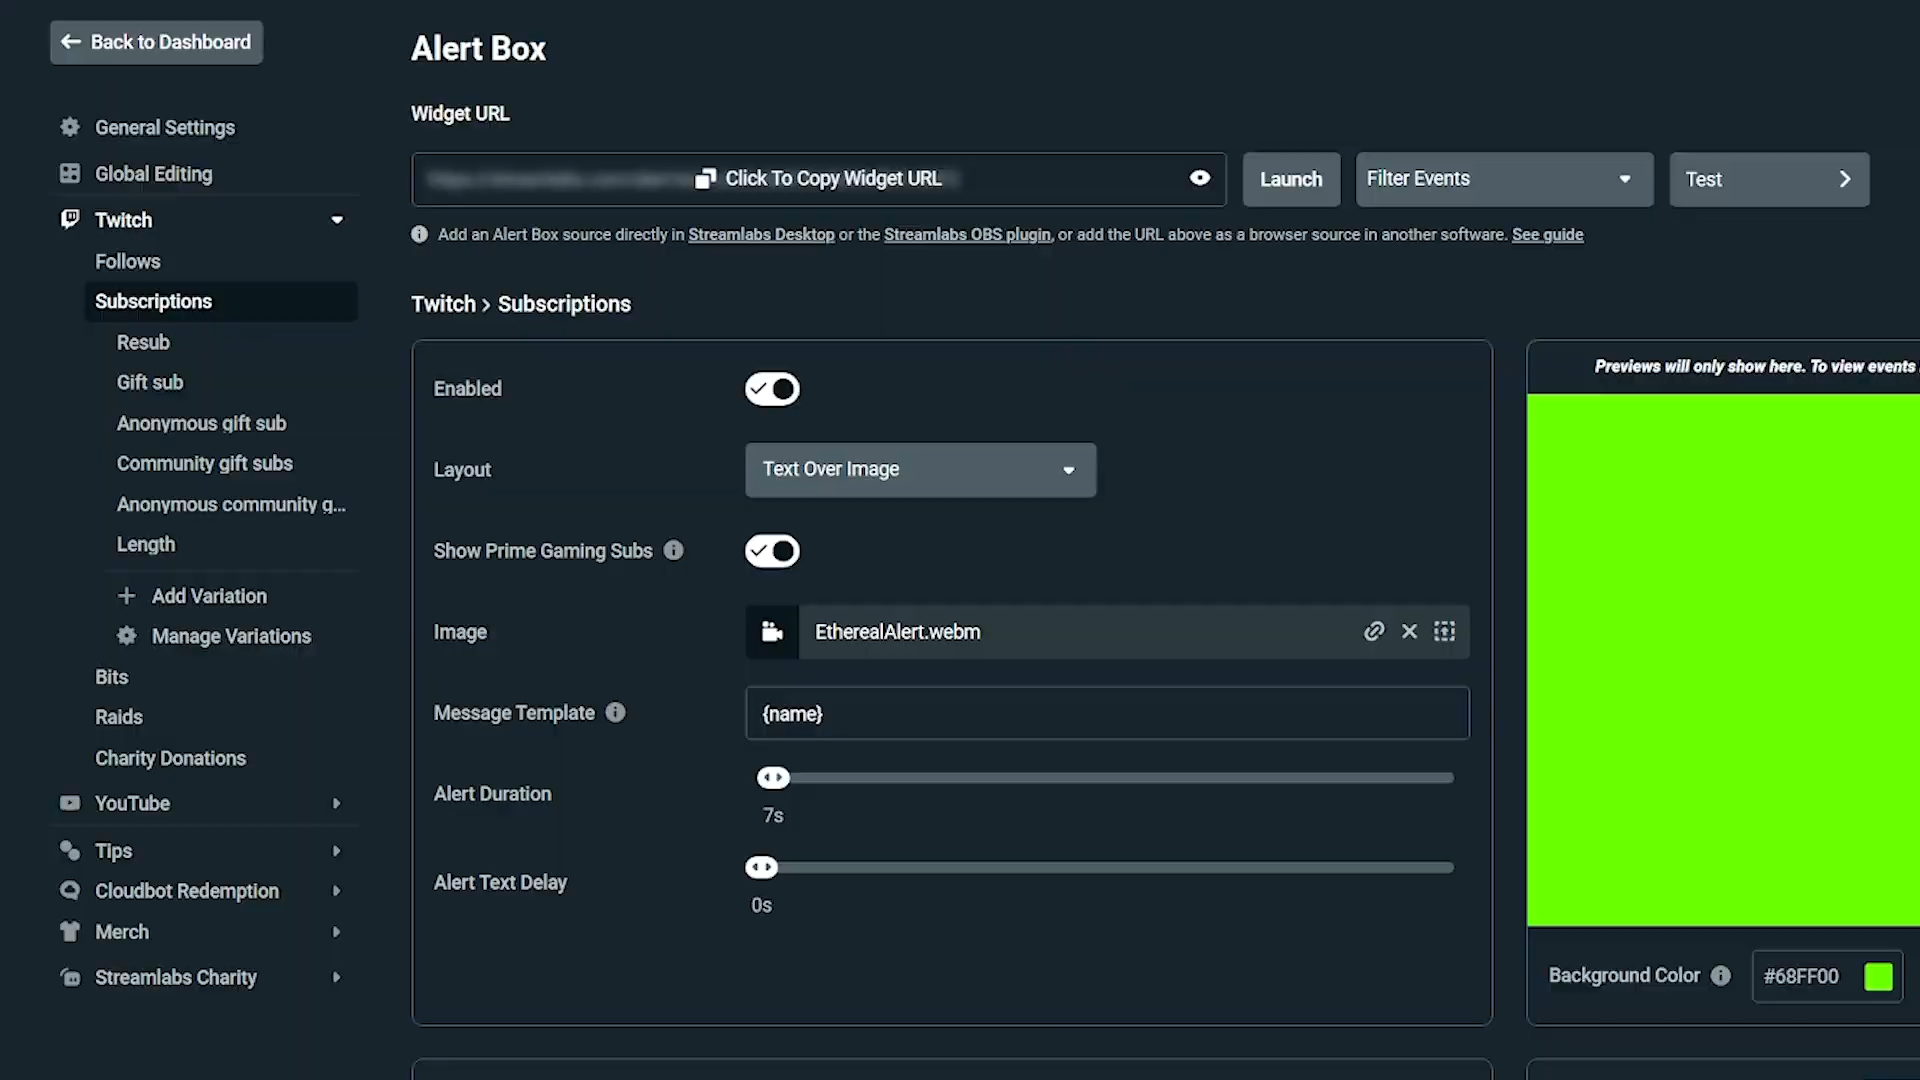 Back to Dashboard
Alert Box
Widget URL
Click To Copy Widget URL
Launch
Filter Events
Test
Add an Alert Box source directly in Streamlabs Desktop or the Streamlabs OBS plugin, or add the URL above as a browser source in another software. See guide
General Settings
Global Editing
Twitch
Follows
Subscriptions
Resub
Gift sub
Anonymous gift sub
Community gift subs
Anonymous community g...
Length
Add Variation
Manage Variations
Bits
Raids
Charity Donations
YouTube
Tips
Cloudbot Redemption
Merch
Streamlabs Charity
Twitch > Subscriptions
Enabled
Layout
Text Over Image
Show Prime Gaming Subs
Image
EtherealAlert.webm
Message Template
{name}
Alert Duration
7s
Alert Text Delay
0s
Previews will only show here. To view events
Background Color
#68FF00